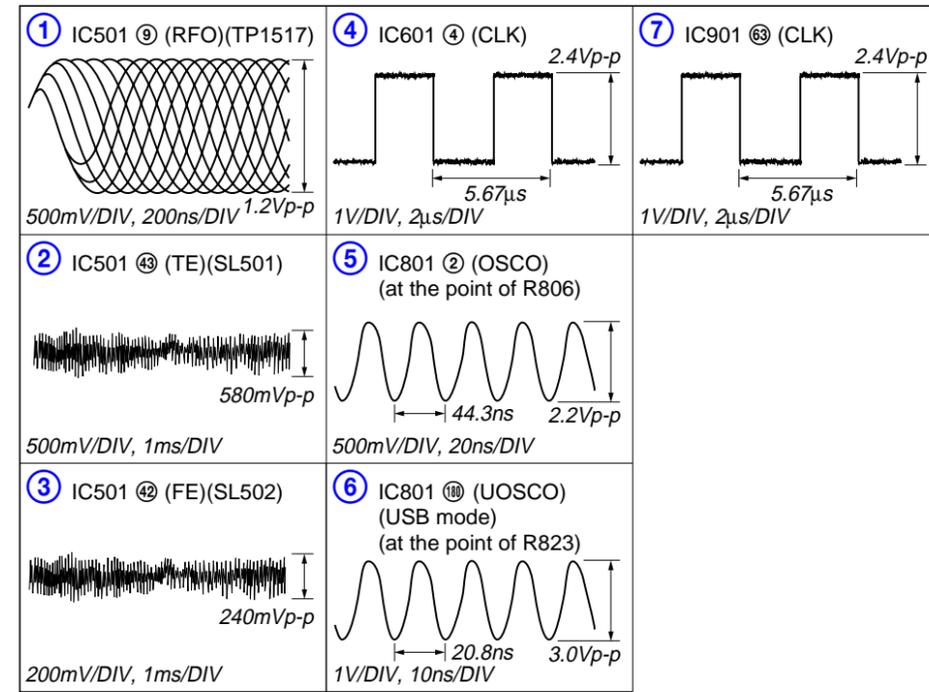 1 IC501 ⑨ (RFO)(TP1517)
1.2Vp-p
500mV/DIV, 200ns/DIV
2 IC501 ㊸ (TE)(SL501)
580mVp-p
500mV/DIV, 1ms/DIV
3 IC501 ㊷ (FE)(SL502)
240mVp-p
200mV/DIV, 1ms/DIV
4 IC601 ④ (CLK)
2.4Vp-p
5.67µs
1V/DIV, 2µs/DIV
5 IC801 ② (OSCO)
(at the point of R806)
44.3ns
2.2Vp-p
500mV/DIV, 20ns/DIV
6 IC801 180 (UOSCO)
(USB mode)
(at the point of R823)
20.8ns
3.0Vp-p
1V/DIV, 10ns/DIV
7 IC901 63 (CLK)
2.4Vp-p
5.67µs
1V/DIV, 2µs/DIV